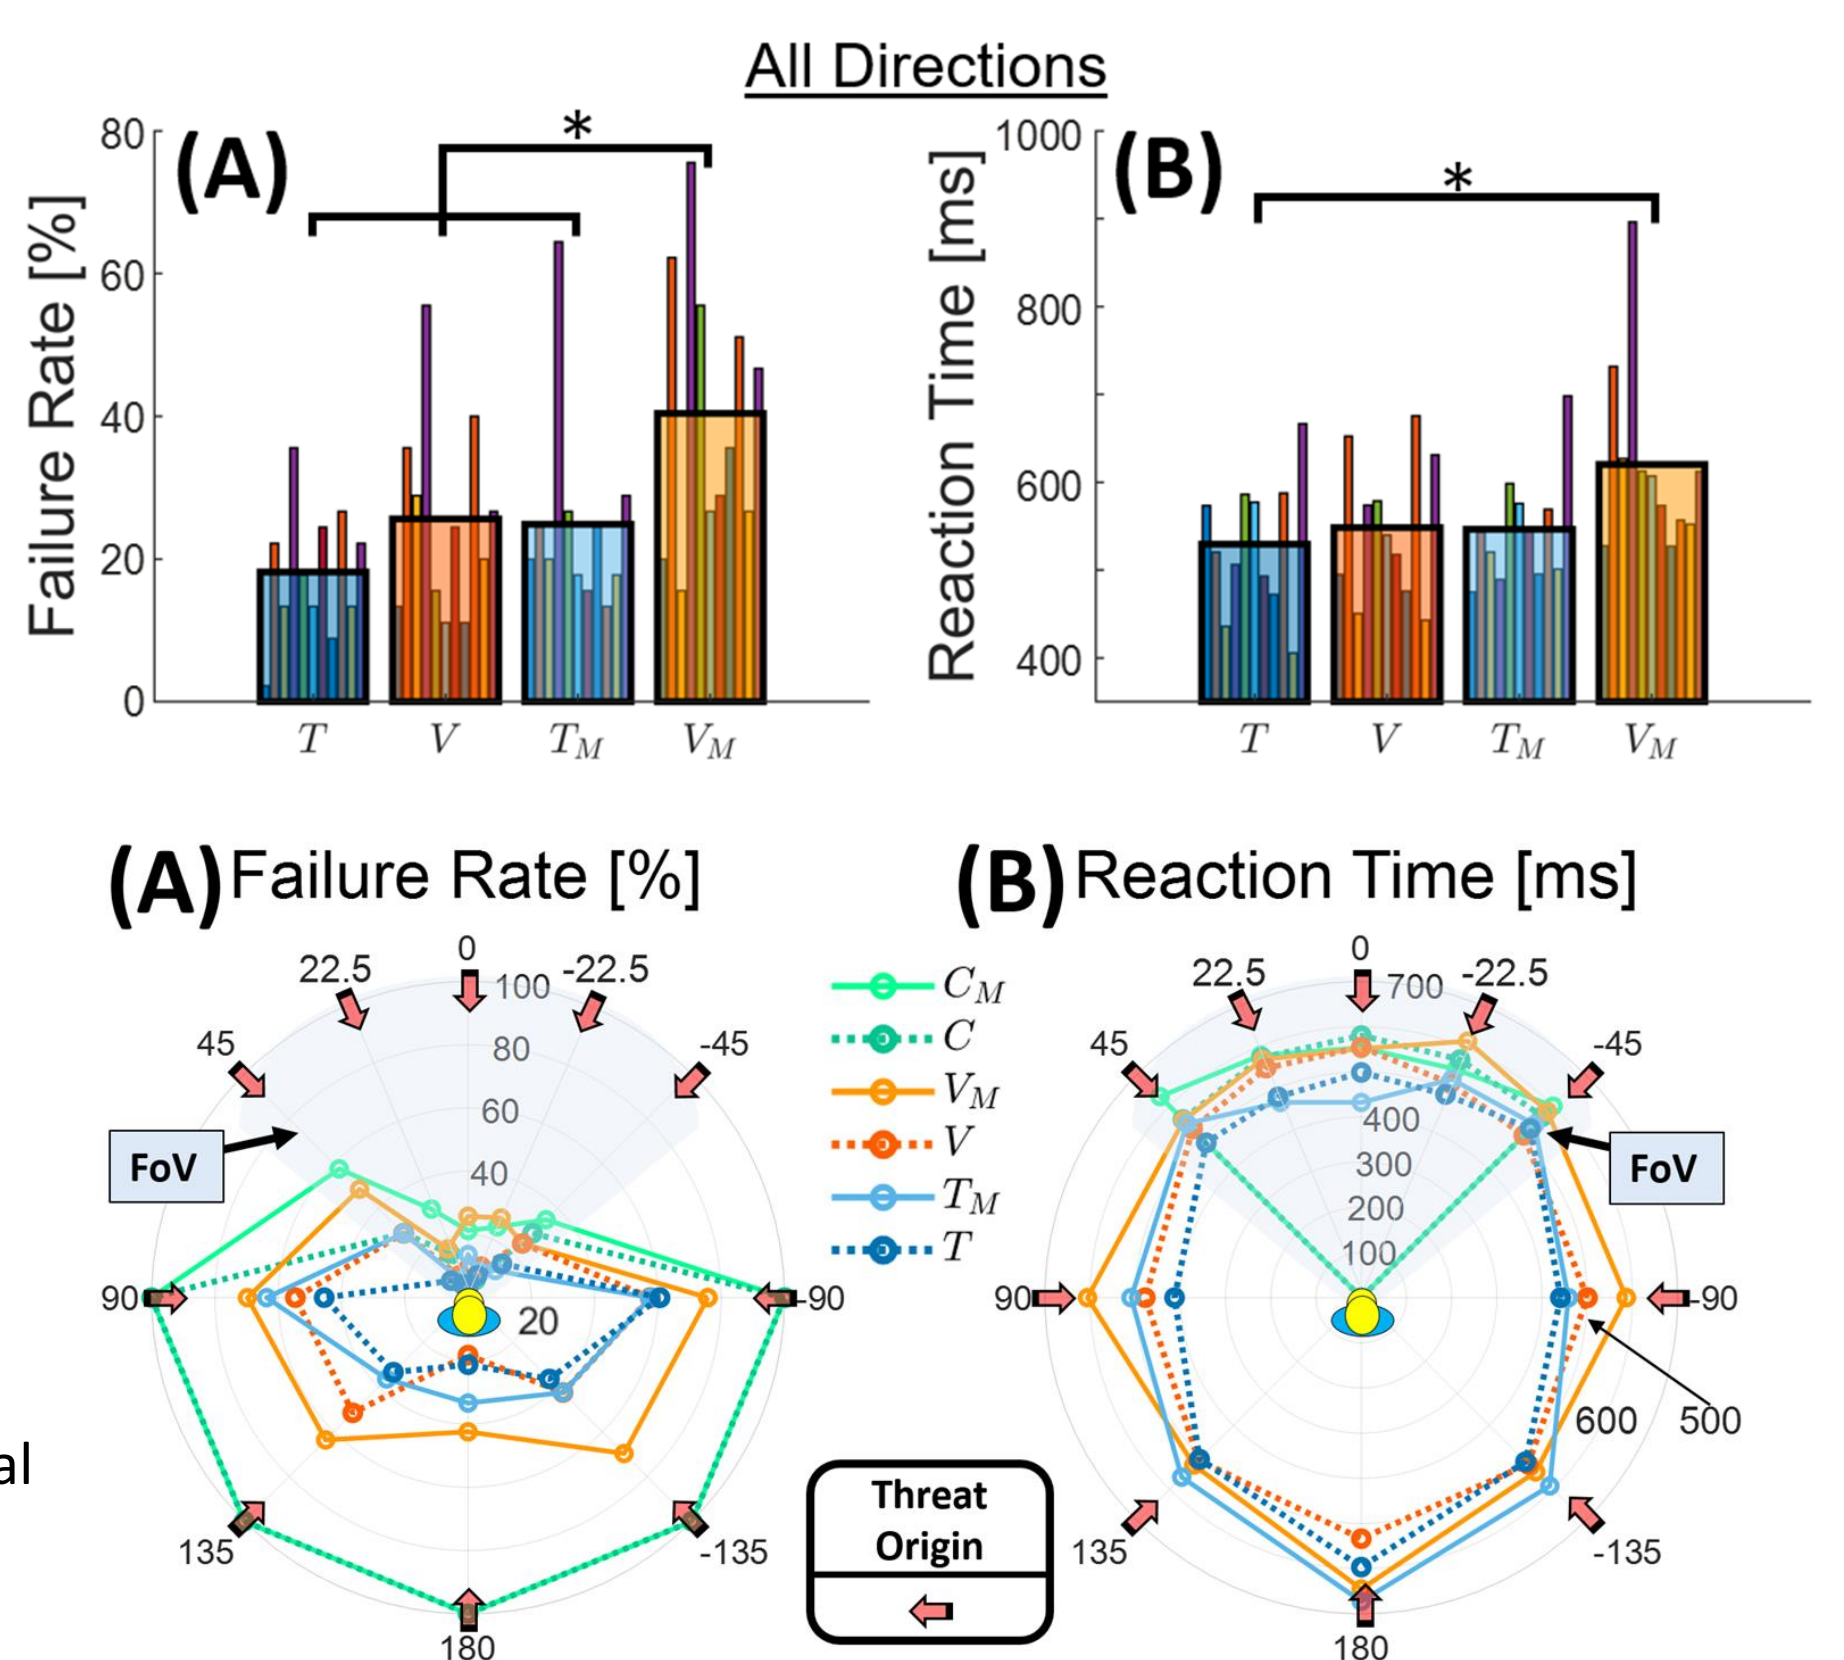 All Directions
(A)
*
Failure Rate [%]
80
60
40
20
0
T
V
T_M
V_M
(B)
*
Reaction Time [ms]
1000
800
600
400
T
V
T_M
V_M
(A) Failure Rate [%]
0
22.5
-22.5
45
-45
90
-90
135
-135
180
100
80
60
40
20
FoV
C_M
C
V_M
V
T_M
T
Threat
Origin
(B) Reaction Time [ms]
0
22.5
-22.5
45
-45
90
-90
135
-135
180
700
400
300
200
100
600
500
FoV
al